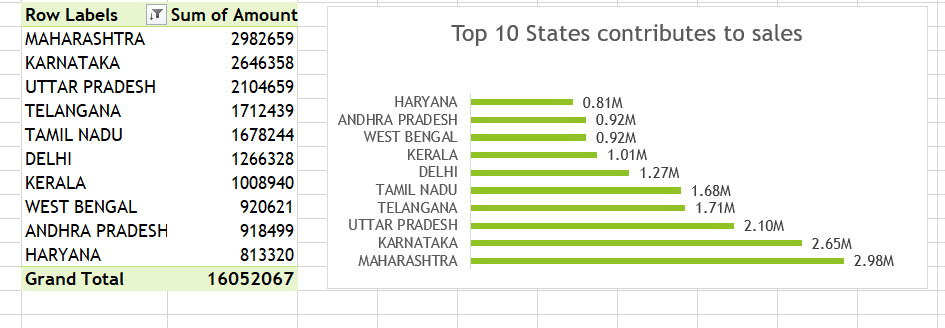 Row Labels Sum of Amount
MAHARASHTRA 2982659
KARNATAKA 2646358
UTTAR PRADESH 2104659
TELANGANA 1712439
TAMIL NADU 1678244
DELHI 1266328
KERALA 1008940
WEST BENGAL 920621
ANDHRA PRADESH 918499
HARYANA 813320
Grand Total 16052067
Top 10 States contributes to sales
HARYANA 0.81M
ANDHRA PRADESH 0.92M
WEST BENGAL 0.92M
KERALA 1.01M
DELHI 1.27M
TAMIL NADU 1.68M
TELANGANA 1.71M
UTTAR PRADESH 2.10M
KARNATAKA 2.65M
MAHARASHTRA 2.98M